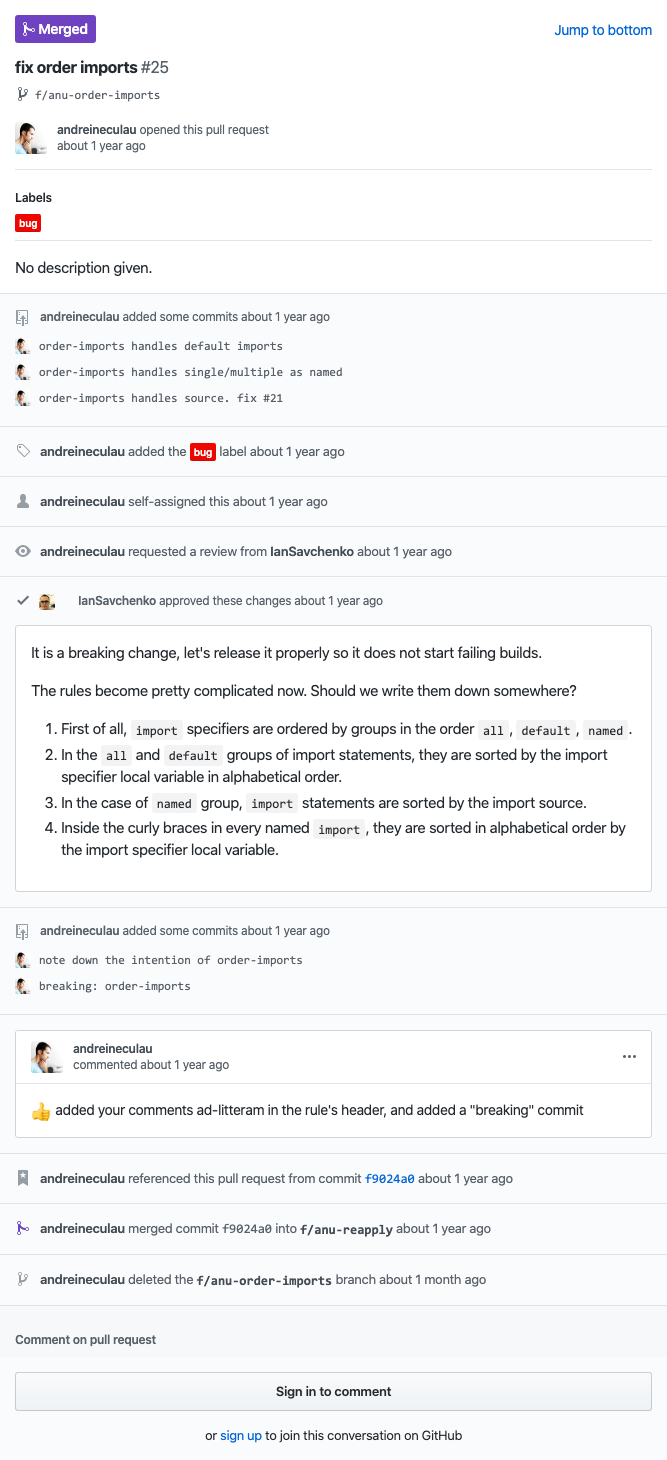 Merged
Jump to bottom
fix order imports #25
f/anu-order-imports
andreineculau opened this pull request
about 1 year ago
Labels
bug
No description given.
andreineculau added some commits about 1 year ago
order-imports handles default imports
order-imports handles single/multiple as named
order-imports handles source. fix #21
andreineculau added the bug label about 1 year ago
andreineculau self-assigned this about 1 year ago
andreineculau requested a review from IanSavchenko about 1 year ago
IanSavchenko approved these changes about 1 year ago
It is a breaking change, let's release it properly so it does not start failing builds.
The rules become pretty complicated now. Should we write them down somewhere?
1. First of all, import specifiers are ordered by groups in the order all , default , named .
2. In the all and default groups of import statements, they are sorted by the import
specifier local variable in alphabetical order.
3. In the case of named group, import statements are sorted by the import source.
4. Inside the curly braces in every named import , they are sorted in alphabetical order by
the import specifier local variable.
andreineculau added some commits about 1 year ago
note down the intention of order-imports
breaking: order-imports
andreineculau
commented about 1 year ago
👍 added your comments ad-litteram in the rule's header, and added a "breaking" commit
andreineculau referenced this pull request from commit f9024a0 about 1 year ago
andreineculau merged commit f9024a0 into f/anu-reapply about 1 year ago
andreineculau deleted the f/anu-order-imports branch about 1 month ago
Comment on pull request
Sign in to comment
or sign up to join this conversation on GitHub